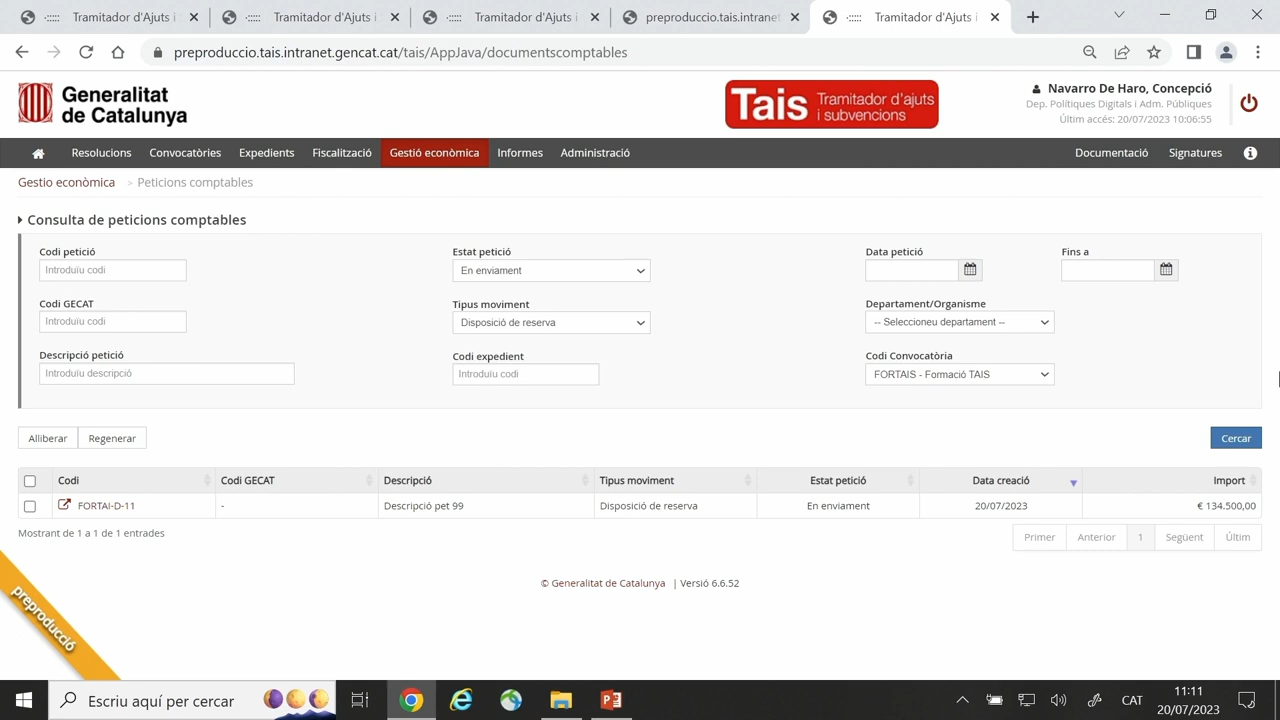 Tramitador d'Ajuts i
Tramitador d'Ajuts i
Tramitador d'Ajuts i
preproduccio.tais.intranet
Tramitador d'Ajuts i
preproduccio.tais.intranet.gencat.cat/tais/AppJava/documentscomptables
Generalitat
de Catalunya
Tais Tramitador d'ajuts
i subvencions
Navarro De Haro, Concepció
Dep. Polítiques Digitals i Adm. Públiques
Últim accés: 20/07/2023 10:06:55
Resolucions Convocatòries Expedients Fiscalització Gestió econòmica Informes Administració Documentació Signatures
Gestio econòmica > Peticions comptables
Consulta de peticions comptables
Codi petició Estat petició Data petició Fins a
Introduïu codi En enviament
Codi GECAT Tipus moviment Departament/Organisme
Introduïu codi Disposició de reserva -- Seleccioneu departament --
Descripció petició Codi expedient Codi Convocatòria
Introduïu descripció Introduïu codi FORTAIS - Formació TAIS
Alliberar Regenerar Cercar
Codi Codi GECAT Descripció Tipus moviment Estat petició Data creació Import
FORTAI-D-11 - Descripció pet 99 Disposició de reserva En enviament 20/07/2023 € 134.500,00
Mostrant de 1 a 1 de 1 entrades Primer Anterior 1 Següent Últim
© Generalitat de Catalunya | Versió 6.6.52
preproducció
Escriu aquí per cercar CAT 11:11
20/07/2023